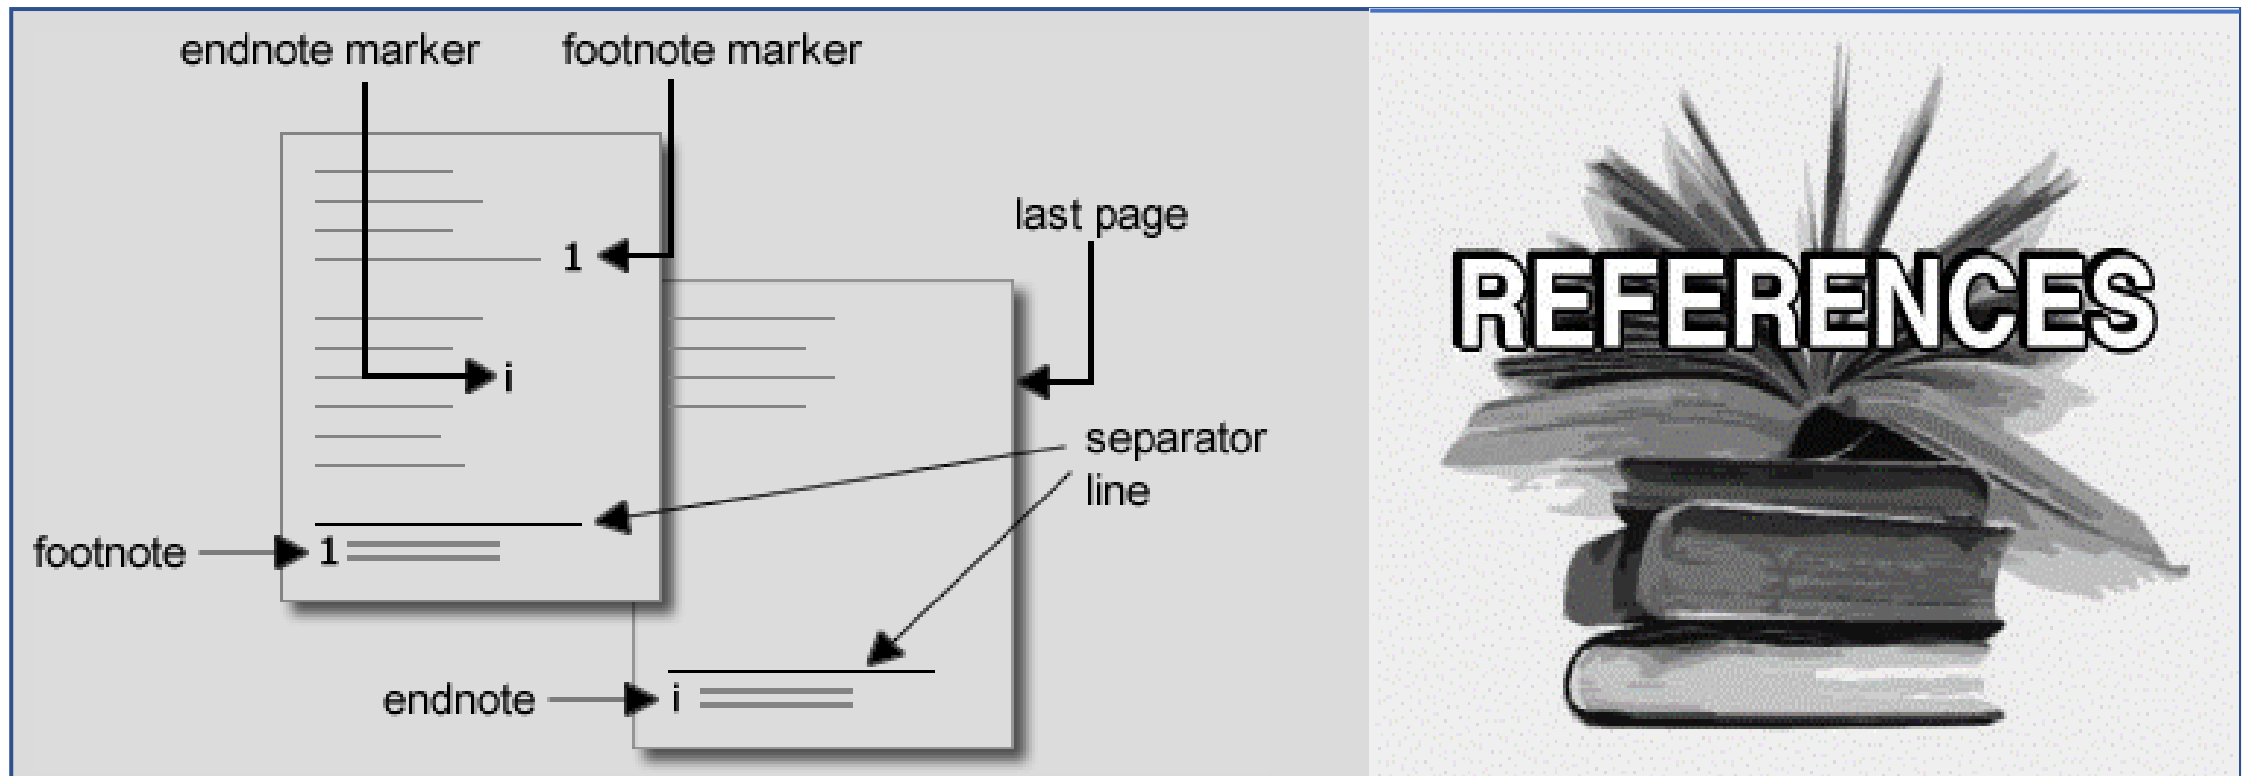 endnote marker
footnote marker
1
last page
i
separator
line
footnote
1
endnote
i
REFERENCES